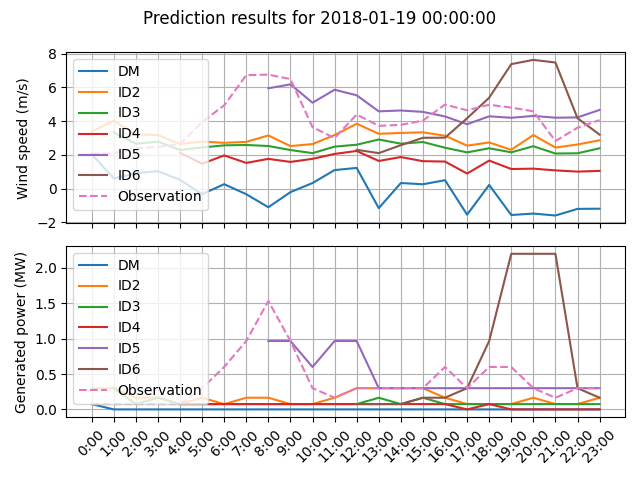 Prediction results for 2018-01-19 00:00:00
Wind speed (m/s)
8
6
4
2
0
−2
DM
ID2
ID3
ID4
ID5
ID6
Observation
Generated power (MW)
2.0
1.5
1.0
0.5
0.0
DM
ID2
ID3
ID4
ID5
ID6
Observation
0:00 1:00 2:00 3:00 4:00 5:00 6:00 7:00 8:00 9:00 10:00 11:00 12:00 13:00 14:00 15:00 16:00 17:00 18:00 19:00 20:00 21:00 22:00 23:00